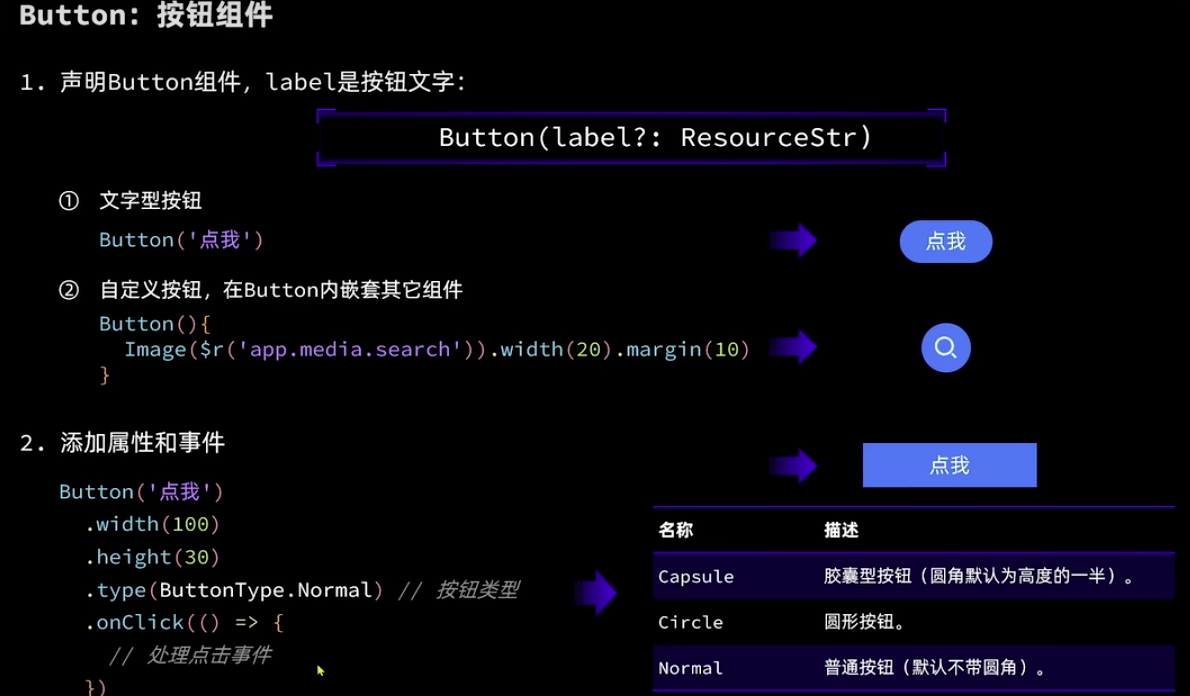 Button: 按钮组件
1. 声明Button组件，label是按钮文字：
Button(label?: ResourceStr)
① 文字型按钮
Button('点我')
点我
② 自定义按钮，在Button内嵌套其它组件
Button(){
Image($r('app.media.search')).width(20).margin(10)
}
2. 添加属性和事件
点我
Button('点我')
.width(100)
.height(30)
.type(ButtonType.Normal) // 按钮类型
.onClick(() => {
// 处理点击事件
})
名称 描述
Capsule 胶囊型按钮（圆角默认为高度的一半）。
Circle 圆形按钮。
Normal 普通按钮（默认不带圆角）。